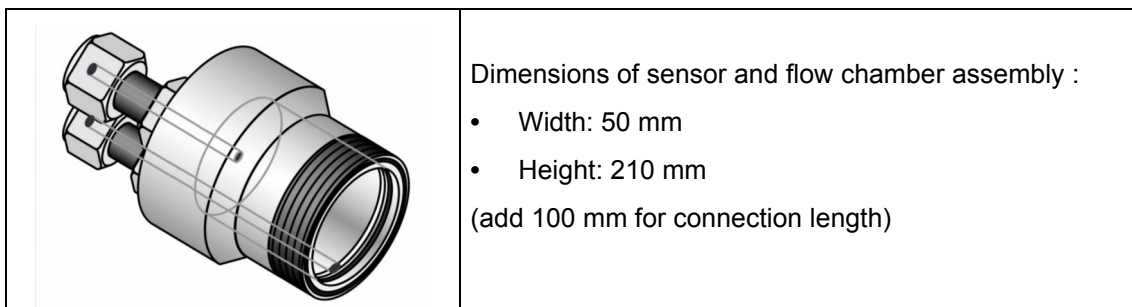 Dimensions of sensor and flow chamber assembly :
• Width: 50 mm
• Height: 210 mm
(add 100 mm for connection length)